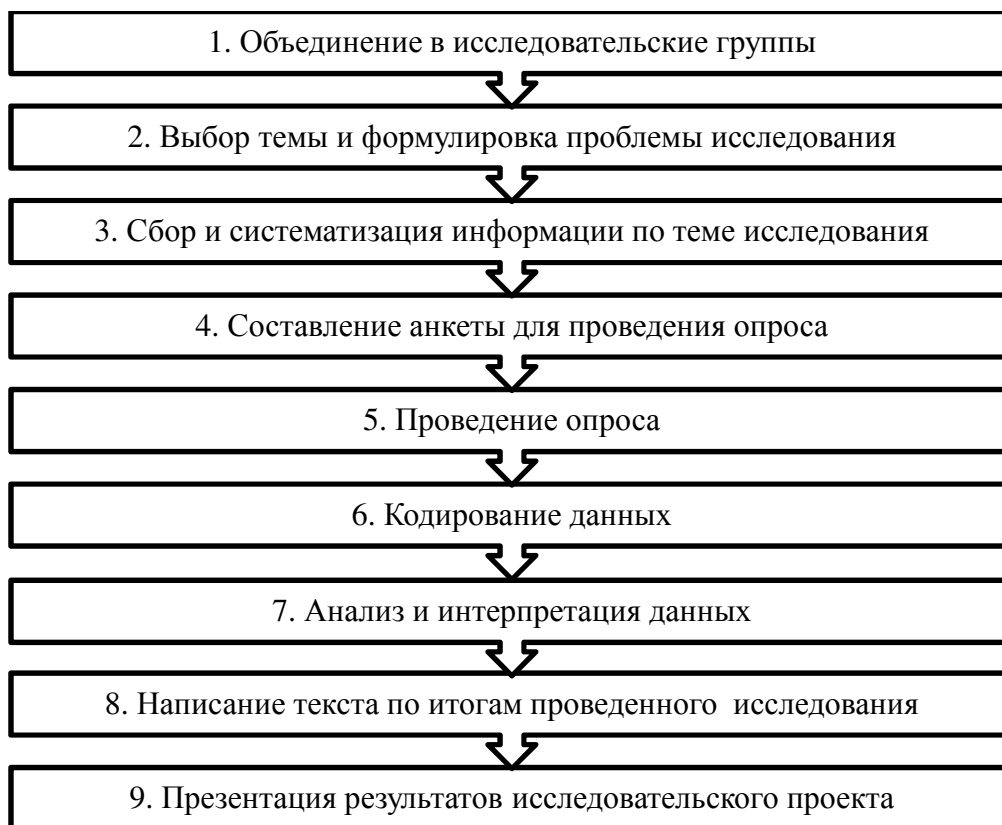 1. Объединение в исследовательские группы
2. Выбор темы и формулировка проблемы исследования
3. Сбор и систематизация информации по теме исследования
4. Составление анкеты для проведения опроса
5. Проведение опроса
6. Кодирование данных
7. Анализ и интерпретация данных
8. Написание текста по итогам проведенного исследования
9. Презентация результатов исследовательского проекта